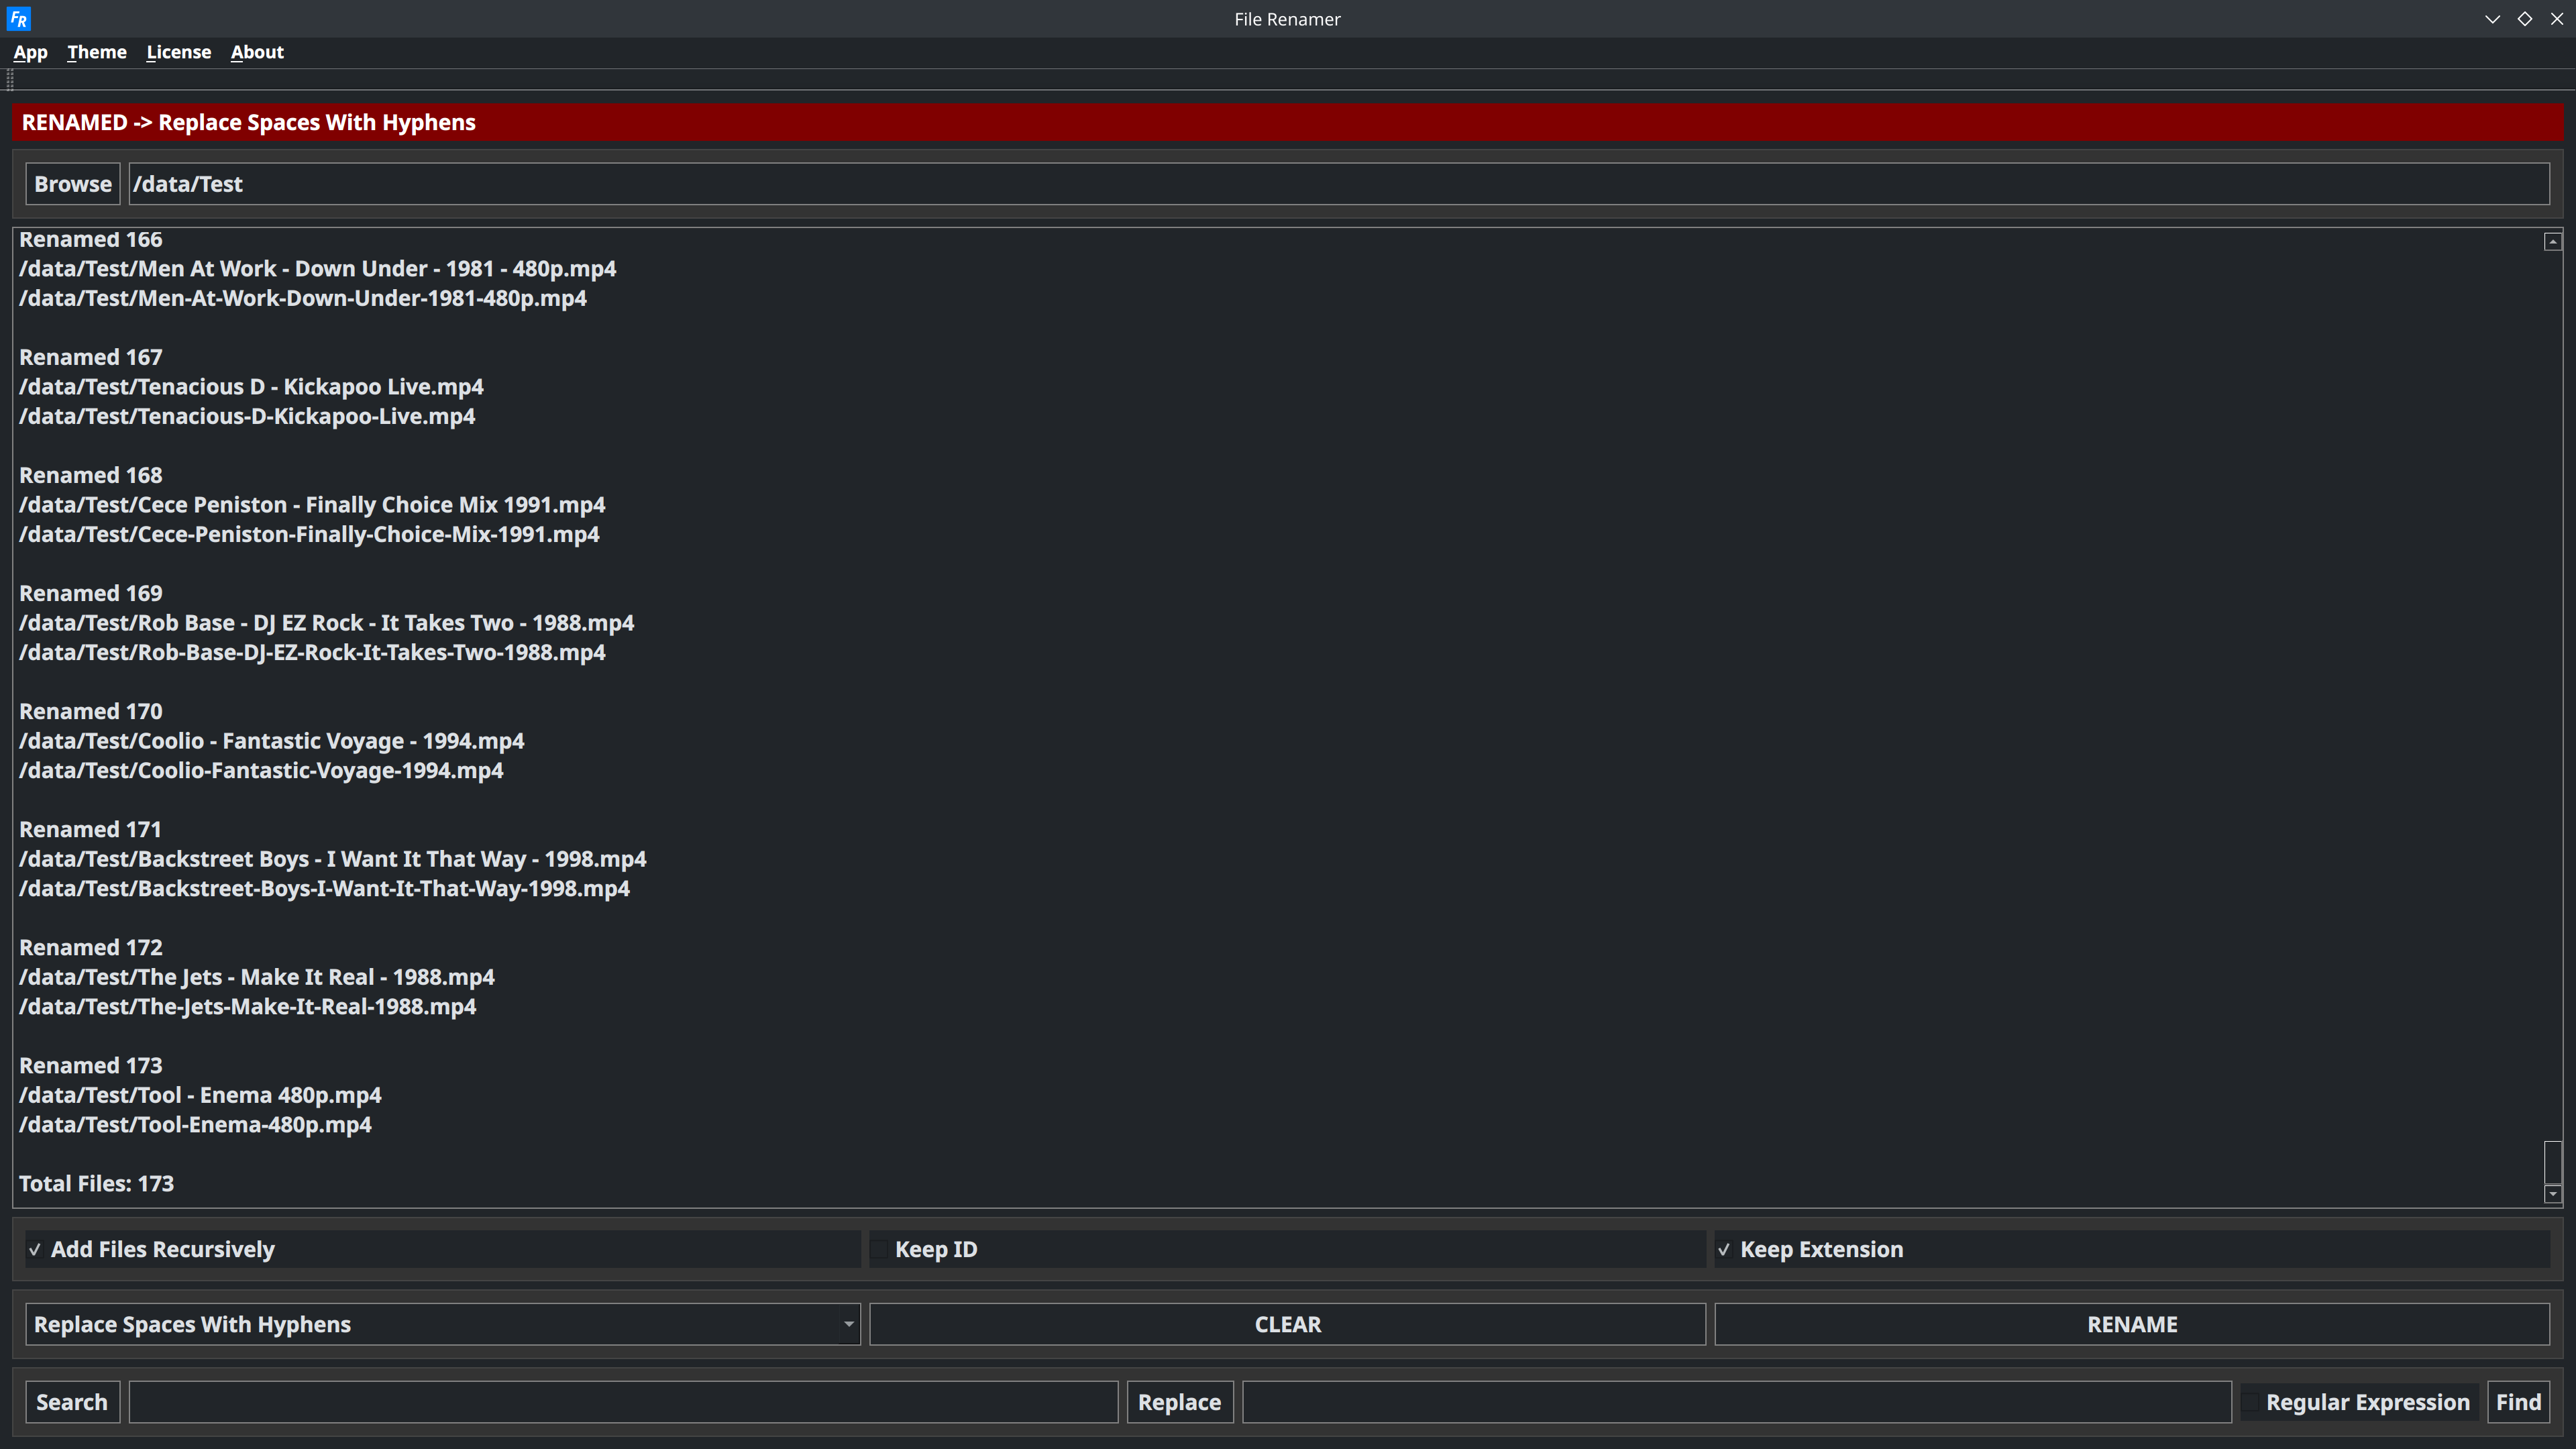 FR
File Renamer
App Theme License About
RENAMED -> Replace Spaces With Hyphens
Browse /data/Test
Renamed 166
/data/Test/Men At Work - Down Under - 1981 - 480p.mp4
/data/Test/Men-At-Work-Down-Under-1981-480p.mp4
Renamed 167
/data/Test/Tenacious D - Kickapoo Live.mp4
/data/Test/Tenacious-D-Kickapoo-Live.mp4
Renamed 168
/data/Test/Cece Peniston - Finally Choice Mix 1991.mp4
/data/Test/Cece-Peniston-Finally-Choice-Mix-1991.mp4
Renamed 169
/data/Test/Rob Base - DJ EZ Rock - It Takes Two - 1988.mp4
/data/Test/Rob-Base-DJ-EZ-Rock-It-Takes-Two-1988.mp4
Renamed 170
/data/Test/Coolio - Fantastic Voyage - 1994.mp4
/data/Test/Coolio-Fantastic-Voyage-1994.mp4
Renamed 171
/data/Test/Backstreet Boys - I Want It That Way - 1998.mp4
/data/Test/Backstreet-Boys-I-Want-It-That-Way-1998.mp4
Renamed 172
/data/Test/The Jets - Make It Real - 1988.mp4
/data/Test/The-Jets-Make-It-Real-1988.mp4
Renamed 173
/data/Test/Tool - Enema 480p.mp4
/data/Test/Tool-Enema-480p.mp4
Total Files: 173
Add Files Recursively Keep ID Keep Extension
Replace Spaces With Hyphens CLEAR RENAME
Search Replace Regular Expression Find